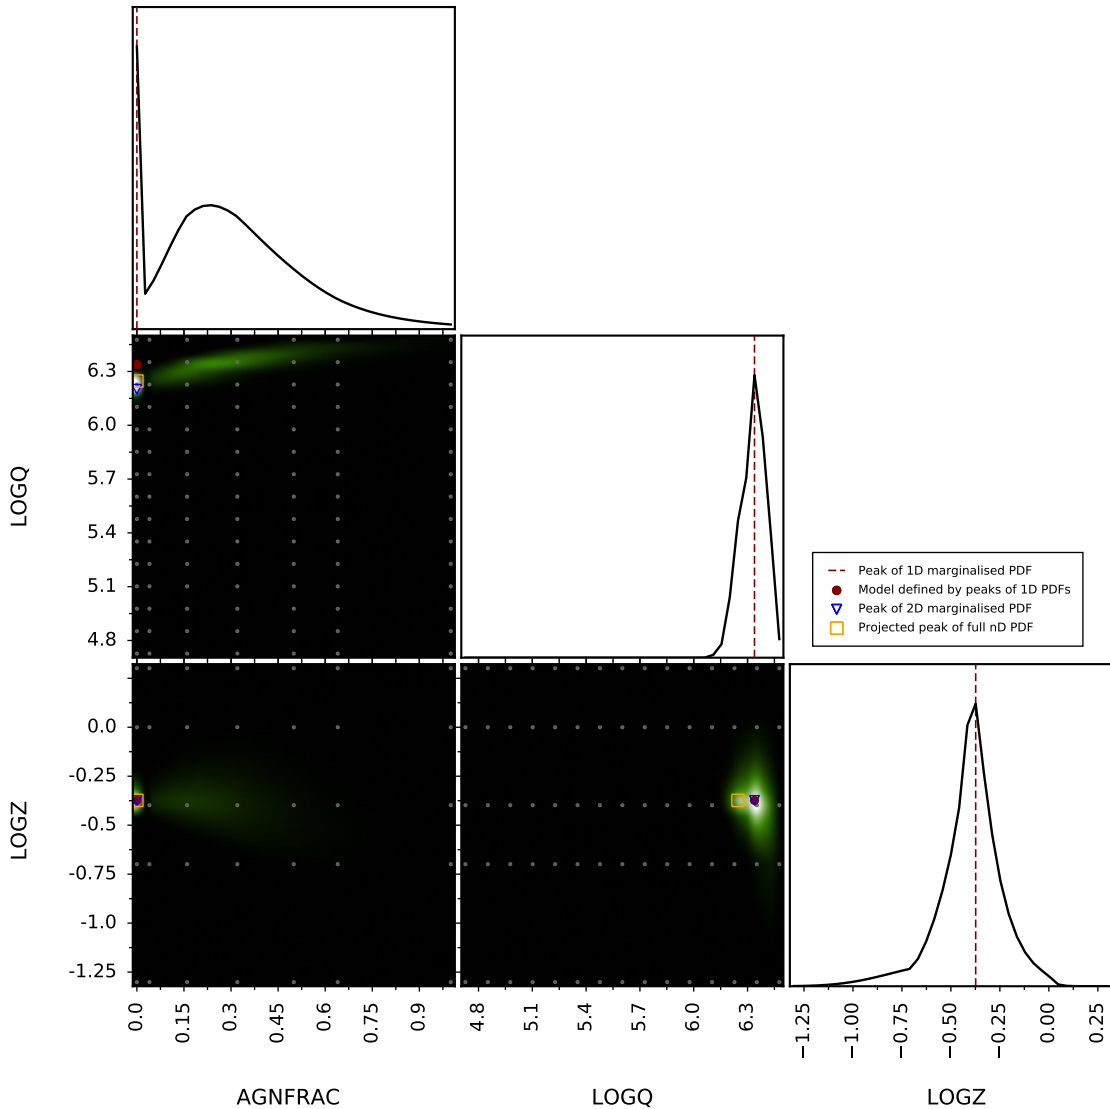 LOGQ
6.3
6.0
5.7
5.4
5.1
4.8
Peak of 1D marginalised PDF
Model defined by peaks of 1D PDFs
Peak of 2D marginalised PDF
Projected peak of full nD PDF
LOGZ
0.0
-0.25
-0.5
-0.75
-1.0
-1.25
0.0 0.15 0.3 0.45 0.6 0.75 0.9
4.8 5.1 5.4 5.7 6.0 6.3
−1.25 −1.00 −0.75 −0.50 −0.25 0.00 0.25
AGNFRAC LOGQ LOGZ